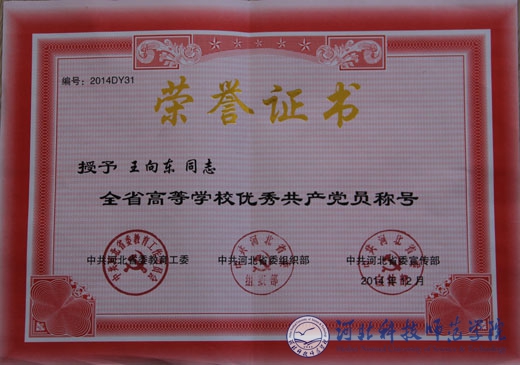 编号：2014DY31
荣誉证书
授予 王向东 同志
全省高等学校优秀共产党员称号
中共河北省委教育工委 中共河北省委组织部 中共河北省委宣传部
2014年12月
河北科技师范学院